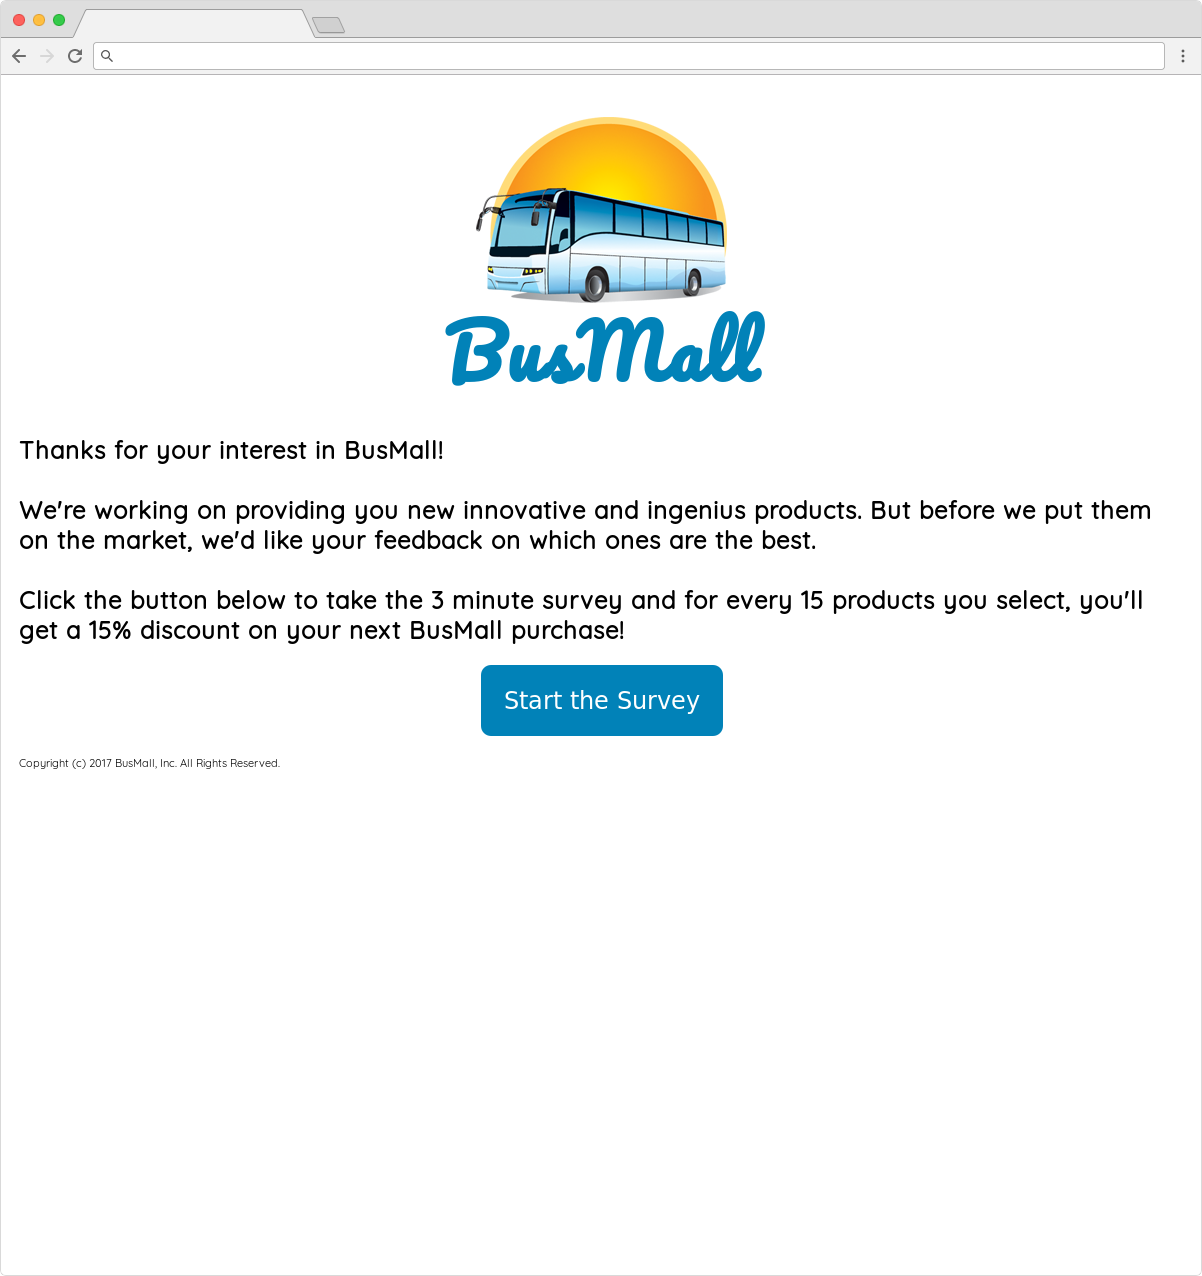 BusMall
Thanks for your interest in BusMall!
We're working on providing you new innovative and ingenius products. But before we put them
on the market, we'd like your feedback on which ones are the best.
Click the button below to take the 3 minute survey and for every 15 products you select, you'll
get a 15% discount on your next BusMall purchase!
Start the Survey
Copyright (c) 2017 BusMall, Inc. All Rights Reserved.